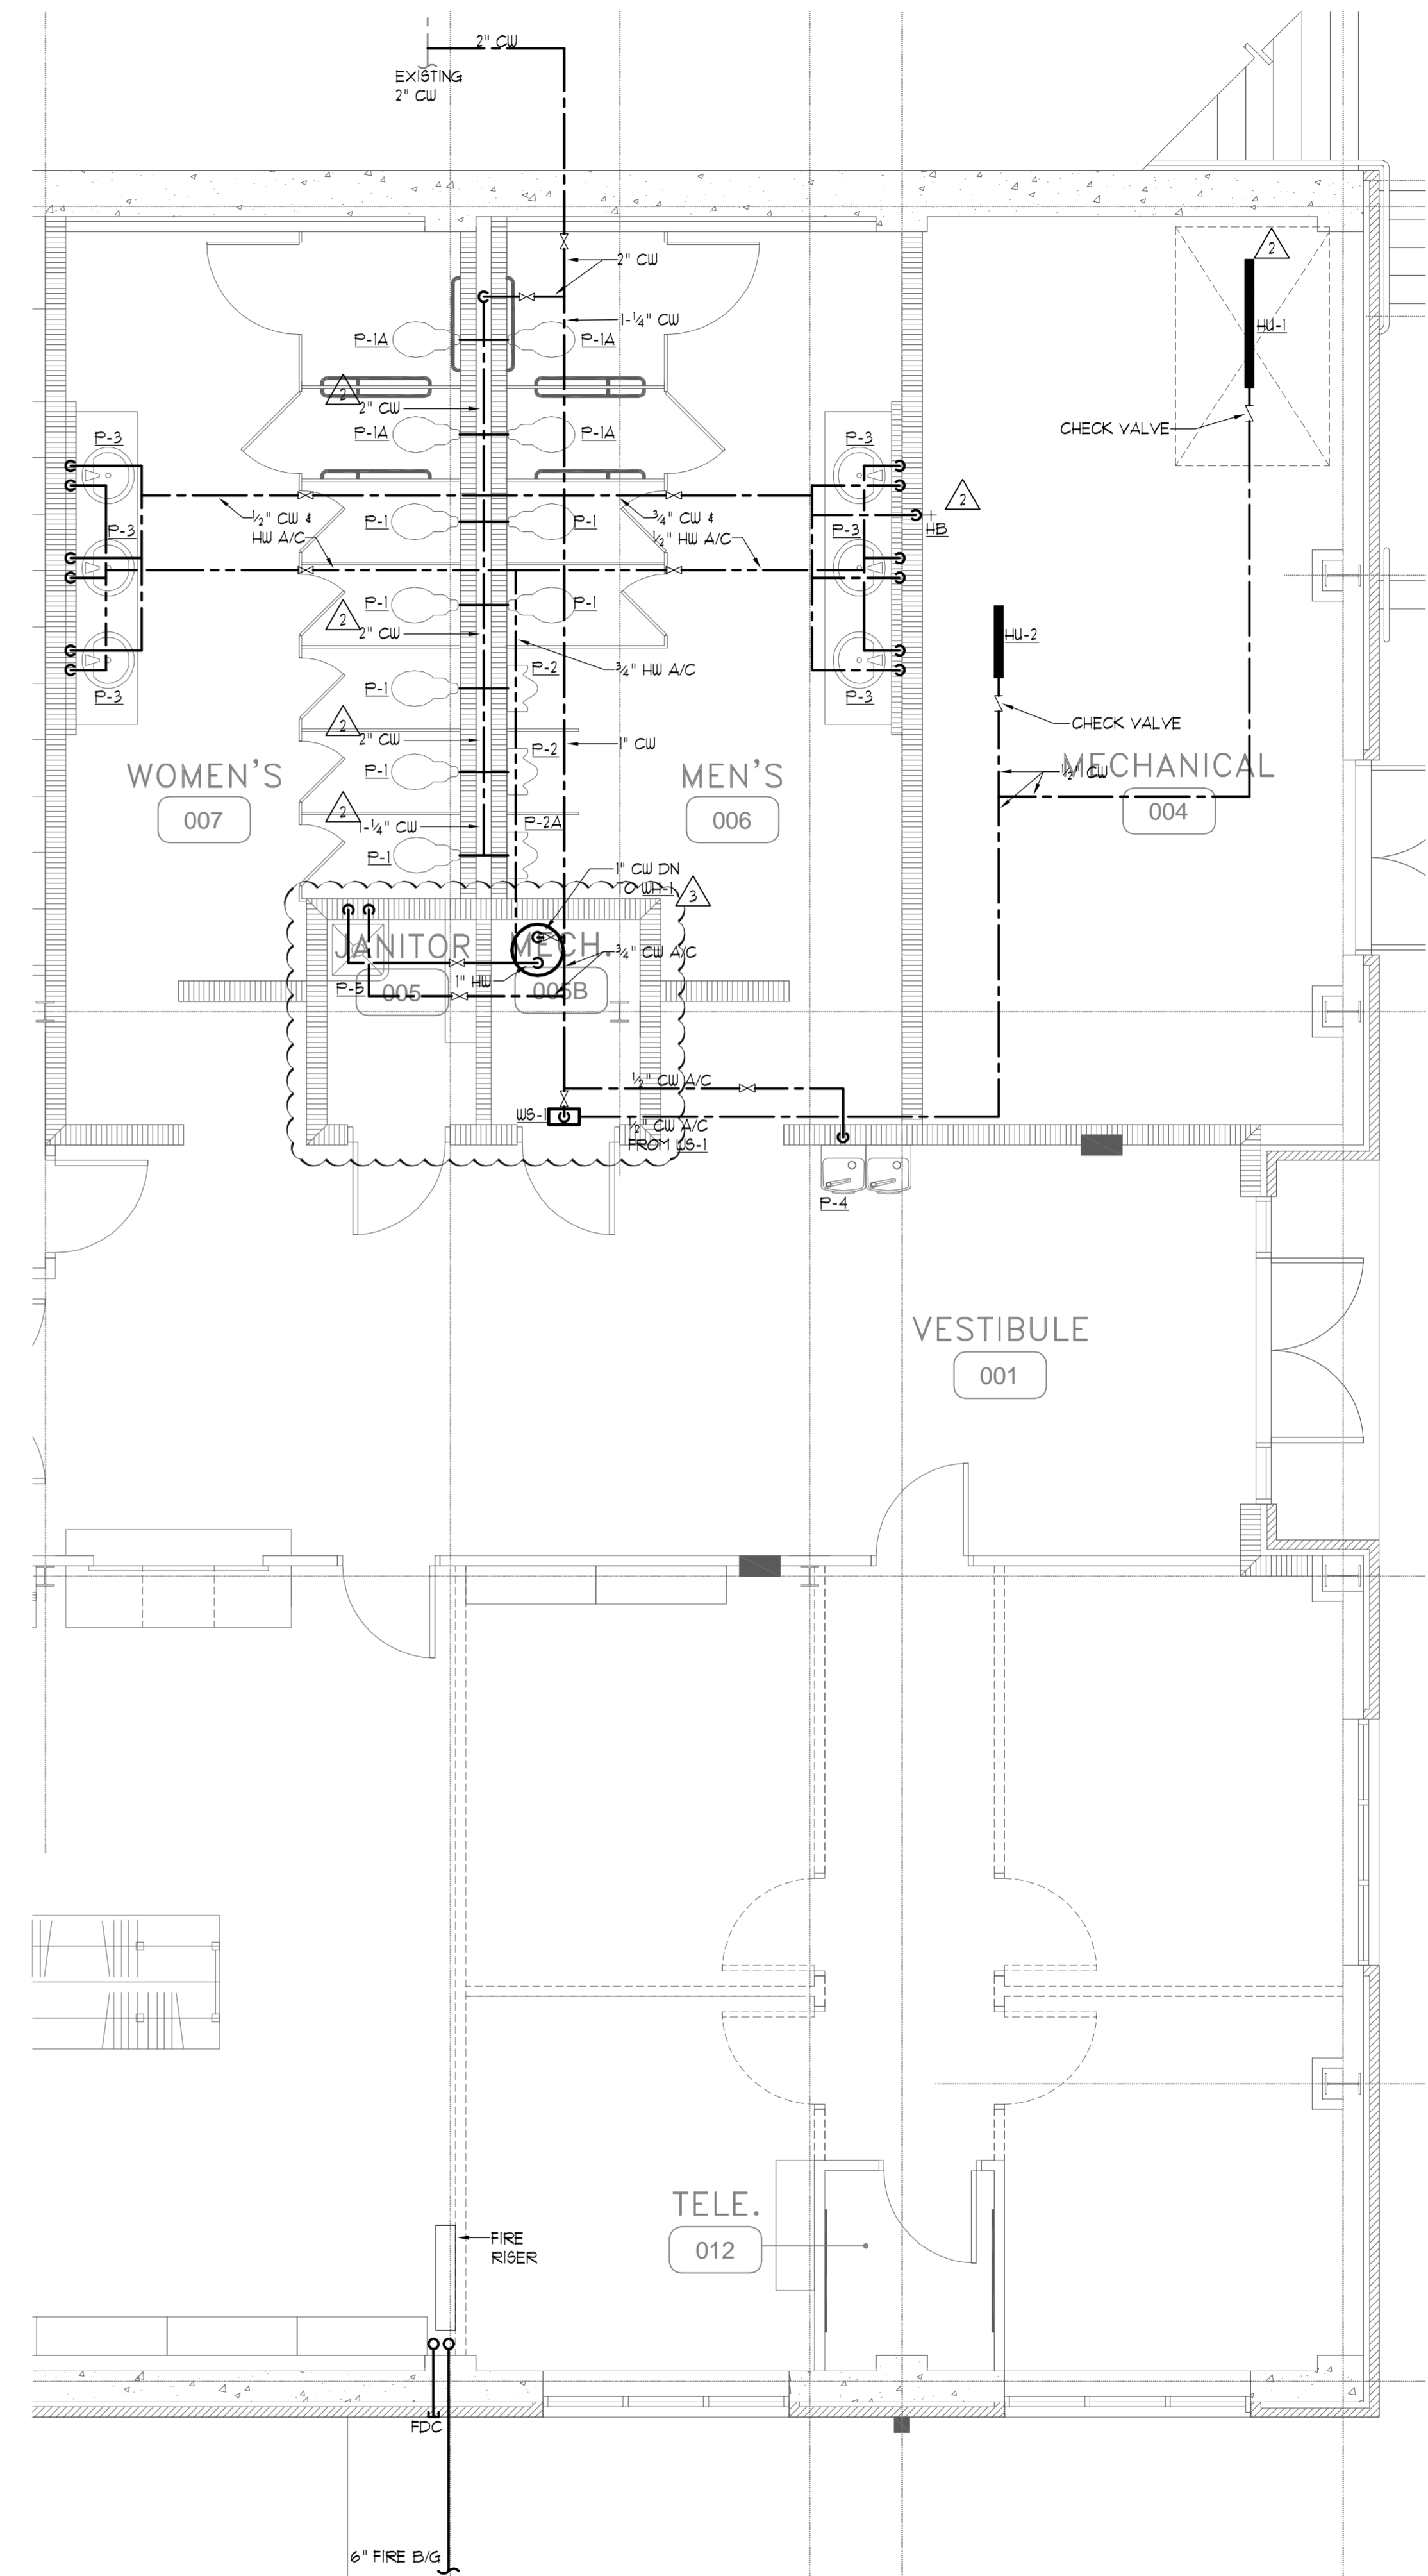 2" CW
EXISTING
2" CW
2
2" CW
1-1/4" CW
HU-1
P-1A
P-1A
2
2" CW
CHECK VALVE
P-1A
P-1A
P-3
P-3
2
1/2" CW &
HW A/C
P-1
P-1
3/4" CW &
1/2" HW A/C
P-3
P-3
HB
P-1
P-1
2
2" CW
HU-2
3/4" HW A/C
P-2
P-1
P-3
P-3
2
2" CW
P-2
1" CW
CHECK VALVE
P-1
WOMEN'S
007
MEN'S
006
MECHANICAL
004
1/2" CW
2
1-1/4" CW
P-2A
P-1
1" CW DN
TO WH-1
3
JANITOR
005
MECH.
005B
3/4" CW A/C
1" HW
P-5
1/2" CW A/C
WS-1
1/2" CW A/C
FROM WS-1
P-4
VESTIBULE
001
TELE.
012
FIRE
RISER
FDC
6" FIRE B/G